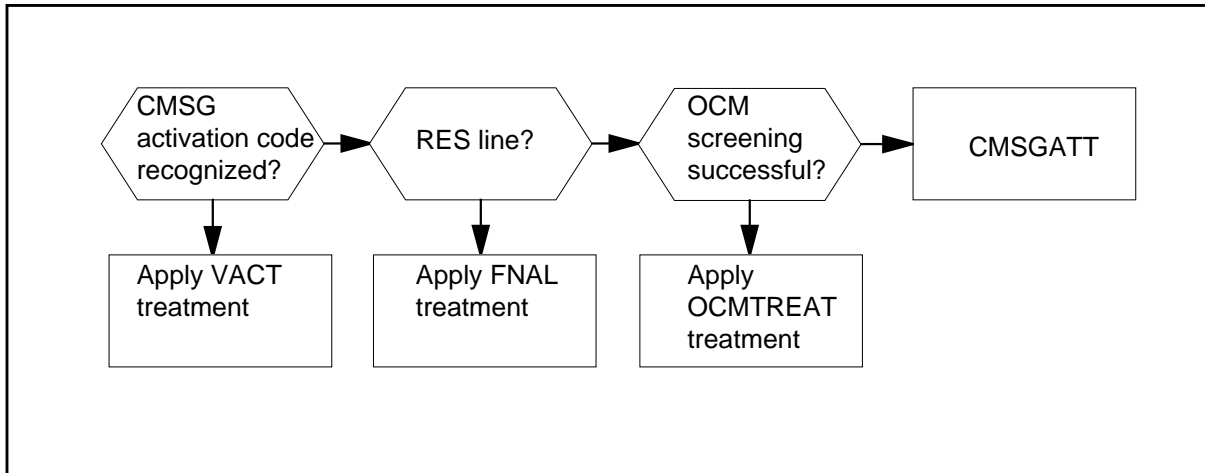 CMSG
activation code
recognized?
RES line?
OCM
screening
successful?
CMSGATT
Apply VACT
treatment
Apply FNAL
treatment
Apply
OCMTREAT
treatment